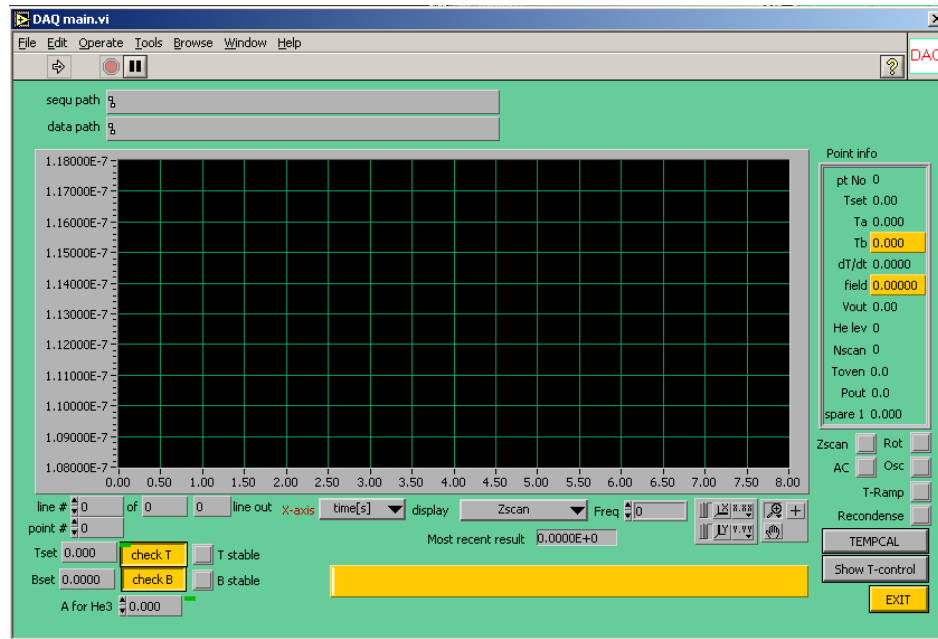 DAQ main.vi
File Edit Operate Tools Browse Window Help
DAQ
sequ path
data path
1.18000E-7
1.17000E-7
1.16000E-7
1.15000E-7
1.14000E-7
1.13000E-7
1.12000E-7
1.11000E-7
1.10000E-7
1.09000E-7
1.08000E-7
0.00 0.50 1.00 1.50 2.00 2.50 3.00 3.50 4.00 4.50 5.00 5.50 6.00 6.50 7.00 7.50 8.00
Point info
pt No 0
Tset 0.00
Ta 0.000
Tb 0.000
dT/dt 0.0000
field 0.00000
Vout 0.00
He lev 0
Nscan 0
Toven 0.0
Pout 0.0
spare 1 0.000
Zscan Rot
AC Osc
T-Ramp
Recondense
TEMPCAL
Show T-control
EXIT
line # 0 of 0 0 line out X-axis time[s] display Zscan Freq 0 X X.XX
Y Y.YY
point # 0
Most recent result 0.0000E+0
Tset 0.000 check T T stable
Bset 0.0000 check B B stable
A for He3 0.000